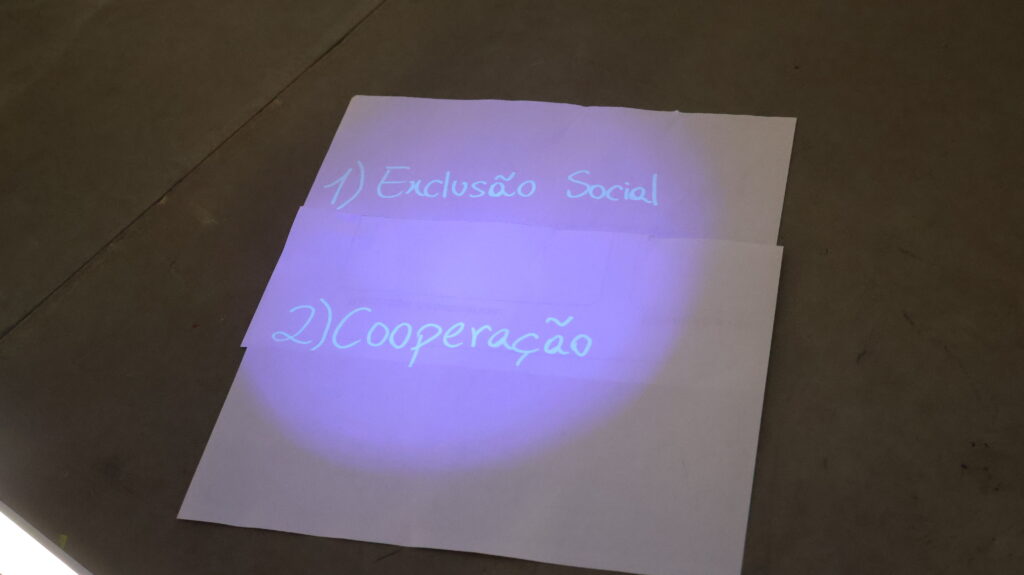 1) Exclusão Social
2) Cooperação